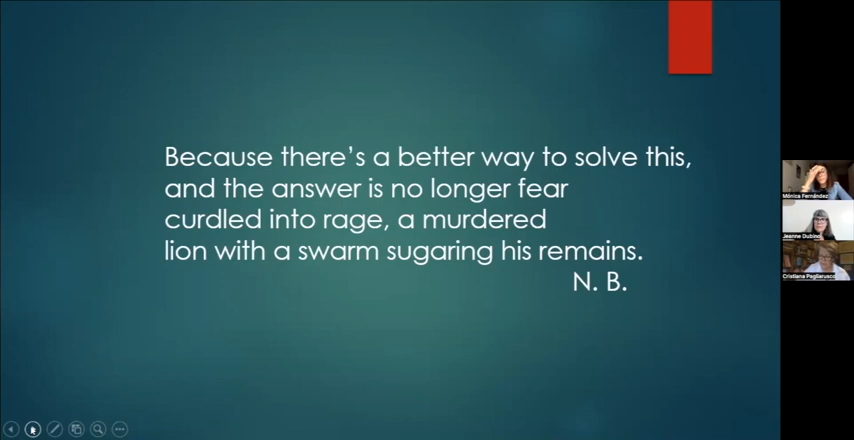 Because there's a better way to solve this,
and the answer is no longer fear
curdled into rage, a murdered
lion with a swarm sugaring his remains.
N. B.
Mónica Fernández
Jeanne Dubino
Cristiana Pagliarusco